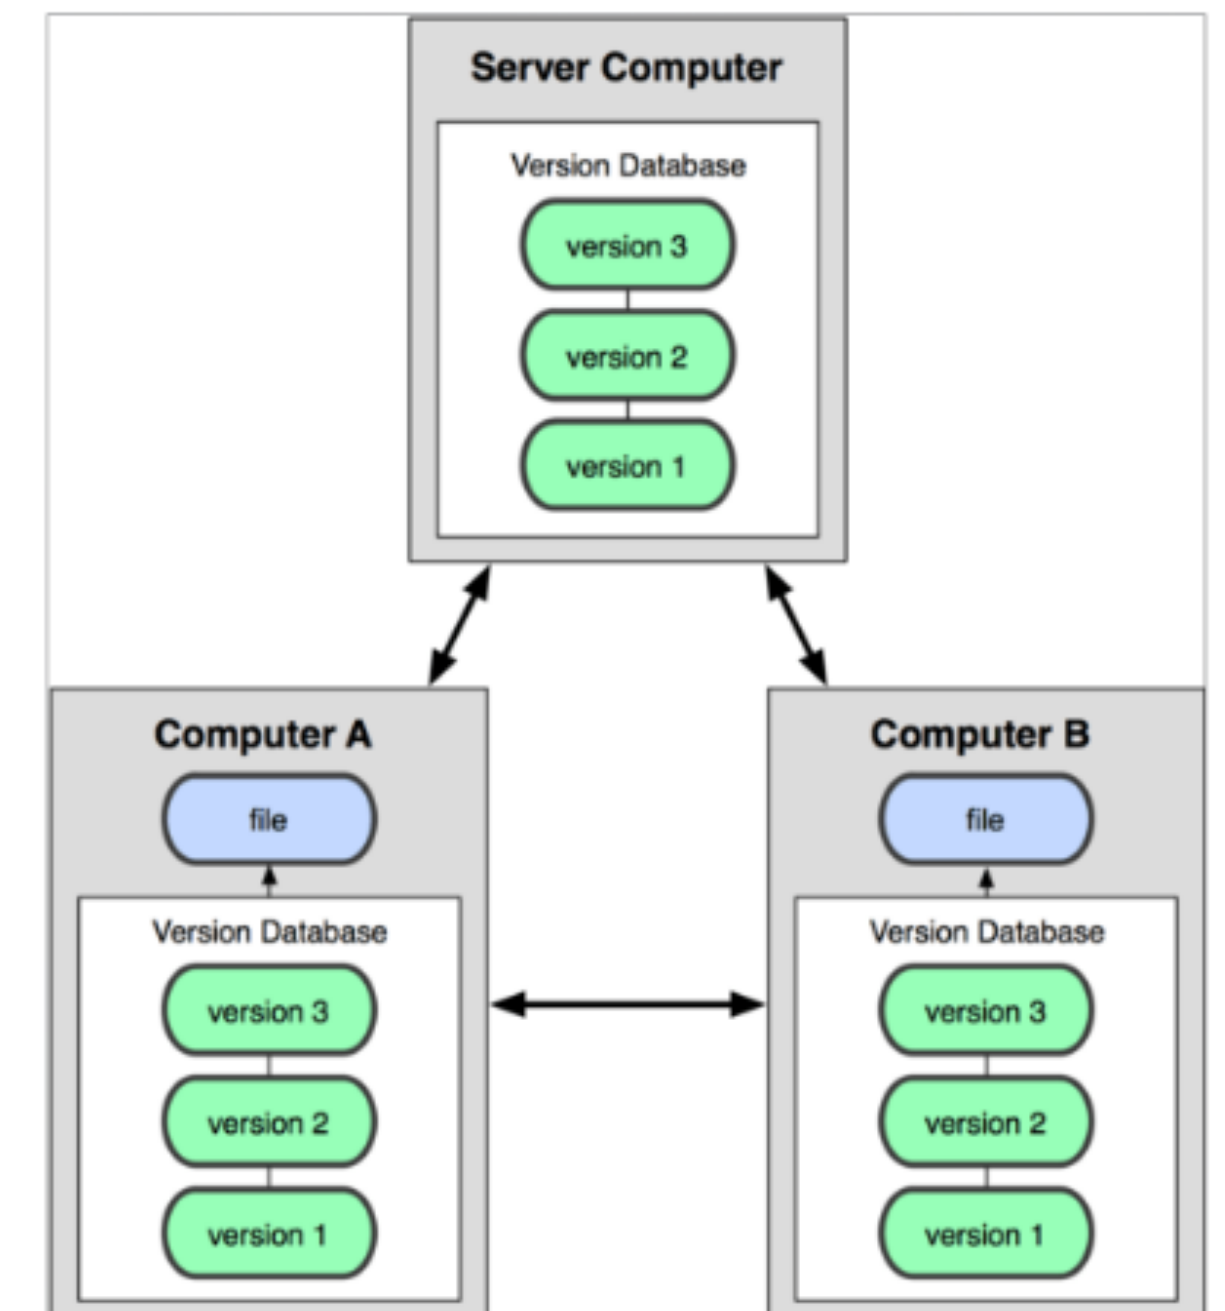 Server Computer
Version Database
version 3
version 2
version 1
Computer A
file
Version Database
version 3
version 2
version 1
Computer B
file
Version Database
version 3
version 2
version 1